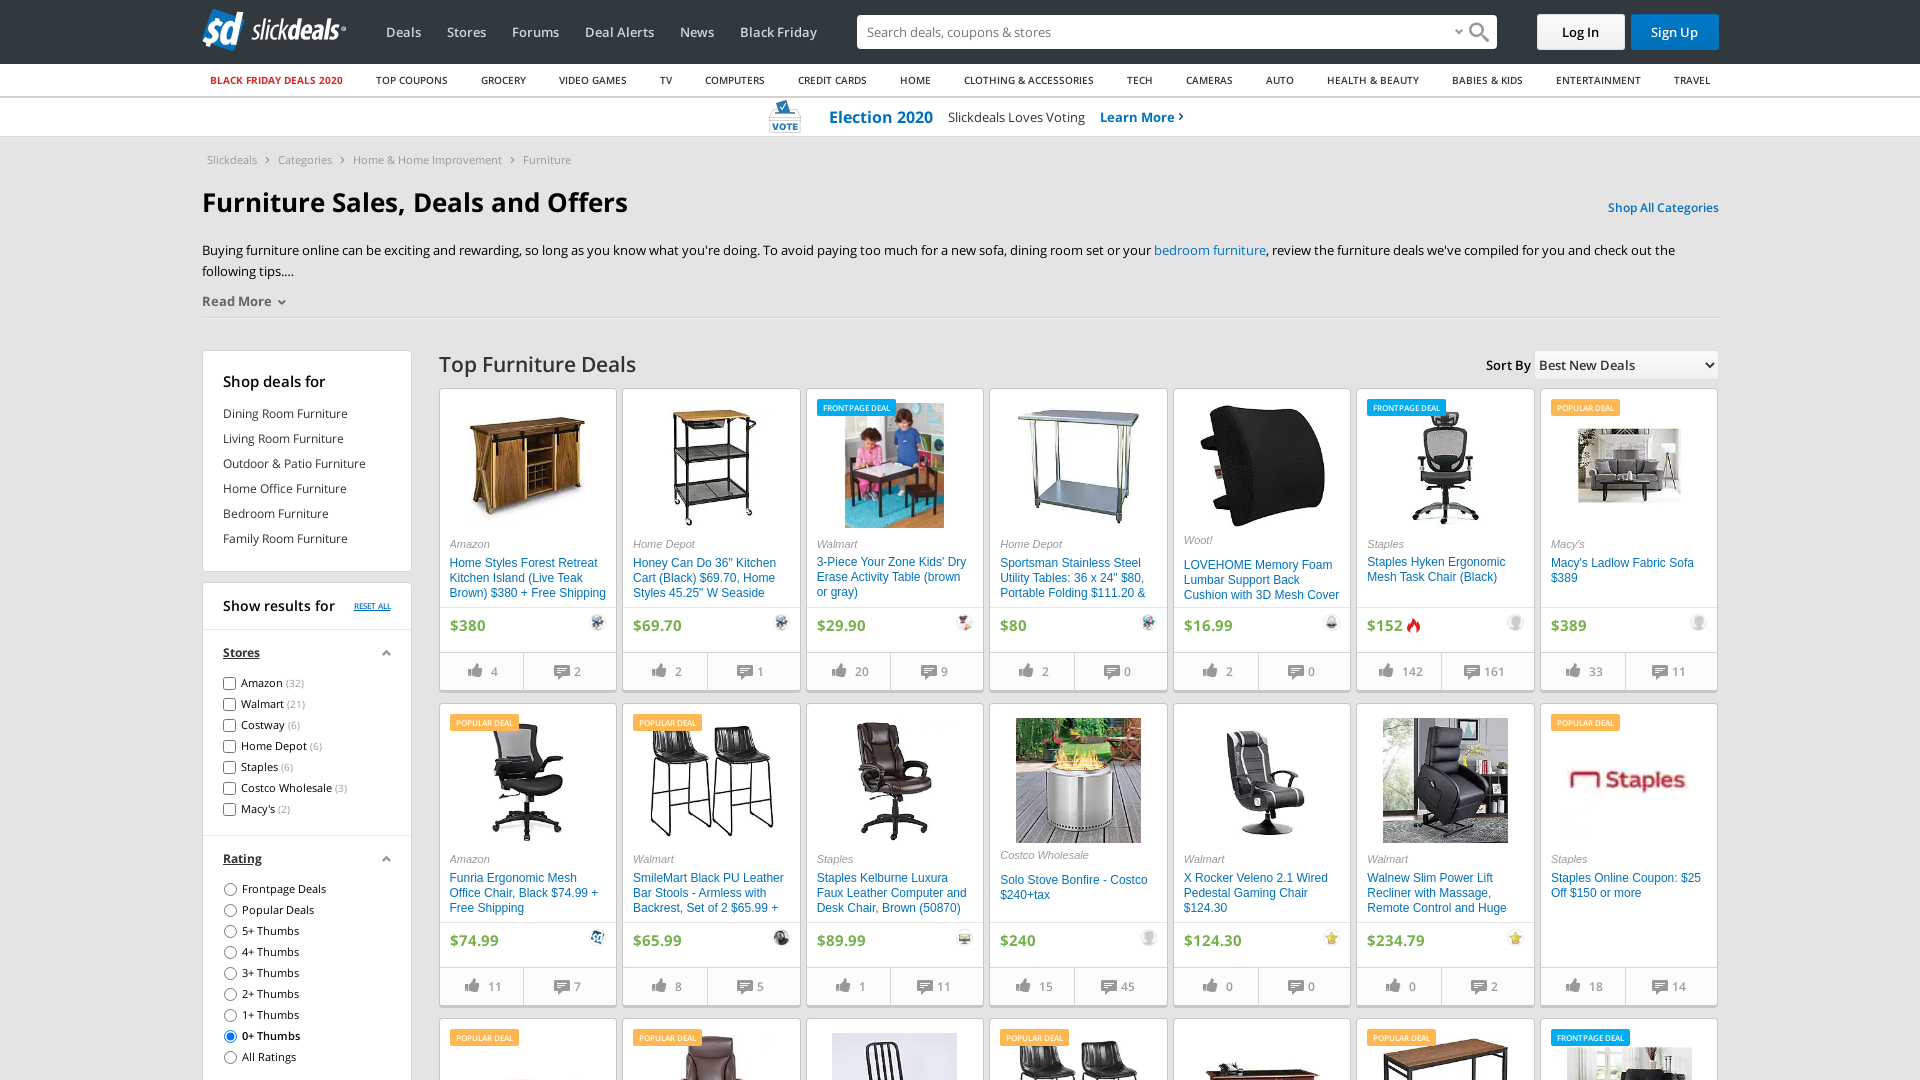 slickdeals
Deals
Stores
Forums
Deal Alerts
News
Black Friday
Search deals, coupons & stores
Log In
Sign Up
BLACK FRIDAY DEALS 2020
TOP COUPONS
GROCERY
VIDEO GAMES
TV
COMPUTERS
CREDIT CARDS
HOME
CLOTHING & ACCESSORIES
TECH
CAMERAS
AUTO
HEALTH & BEAUTY
BABIES & KIDS
ENTERTAINMENT
TRAVEL
VOTE
Election 2020
Slickdeals Loves Voting
Learn More
Slickdeals > Categories > Home & Home Improvement > Furniture
Furniture Sales, Deals and Offers
Shop All Categories
Buying furniture online can be exciting and rewarding, so long as you know what you're doing. To avoid paying too much for a new sofa, dining room set or your bedroom furniture, review the furniture deals we've compiled for you and check out the
following tips....
Read More
Shop deals for
Dining Room Furniture
Living Room Furniture
Outdoor & Patio Furniture
Home Office Furniture
Bedroom Furniture
Family Room Furniture
Show results for
RESET ALL
Stores
Amazon (32)
Walmart (21)
Costway (6)
Home Depot (6)
Staples (6)
Costco Wholesale (3)
Macy's (2)
Rating
Frontpage Deals
Popular Deals
5+ Thumbs
4+ Thumbs
3+ Thumbs
2+ Thumbs
1+ Thumbs
0+ Thumbs
All Ratings
Top Furniture Deals
Sort By
Best New Deals
Amazon
Home Styles Forest Retreat
Kitchen Island (Live Teak
Brown) $380 + Free Shipping
$380
4
2
Home Depot
Honey Can Do 36" Kitchen
Cart (Black) $69.70, Home
Styles 45.25" W Seaside
$69.70
2
1
FRONTPAGE DEAL
Walmart
3-Piece Your Zone Kids' Dry
Erase Activity Table (brown
or gray)
$29.90
20
9
Home Depot
Sportsman Stainless Steel
Utility Tables: 36 x 24" $80,
Portable Folding $111.20 &
$80
2
0
Woot!
LOVEHOME Memory Foam
Lumbar Support Back
Cushion with 3D Mesh Cover
$16.99
2
0
FRONTPAGE DEAL
Staples
Staples Hyken Ergonomic
Mesh Task Chair (Black)
$152
142
161
POPULAR DEAL
Macy's
Macy's Ladlow Fabric Sofa
$389
$389
33
11
POPULAR DEAL
Amazon
Funria Ergonomic Mesh
Office Chair, Black $74.99 +
Free Shipping
$74.99
11
7
POPULAR DEAL
Walmart
SmileMart Black PU Leather
Bar Stools - Armless with
Backrest, Set of 2 $65.99 +
$65.99
8
5
Staples
Staples Kelburne Luxura
Faux Leather Computer and
Desk Chair, Brown (50870)
$89.99
1
11
Costco Wholesale
Solo Stove Bonfire - Costco
$240+tax
$240
15
45
Walmart
X Rocker Veleno 2.1 Wired
Pedestal Gaming Chair
$124.30
$124.30
0
0
Walmart
Walnew Slim Power Lift
Recliner with Massage,
Remote Control and Huge
$234.79
0
2
POPULAR DEAL
Staples
Staples
Staples Online Coupon: $25
Off $150 or more
18
14
POPULAR DEAL
POPULAR DEAL
POPULAR DEAL
POPULAR DEAL
FRONTPAGE DEAL